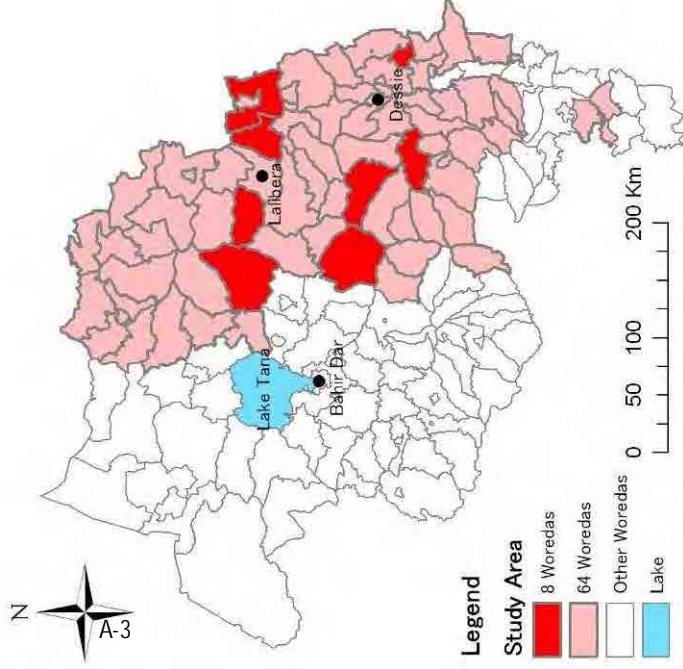 N
A-3
Lalibera
Dessie
Lake Tana
Bahir Dar
Legend
Study Area
8 Woredas
64 Woredas
Other Woredas
Lake
0 50 100 200 Km